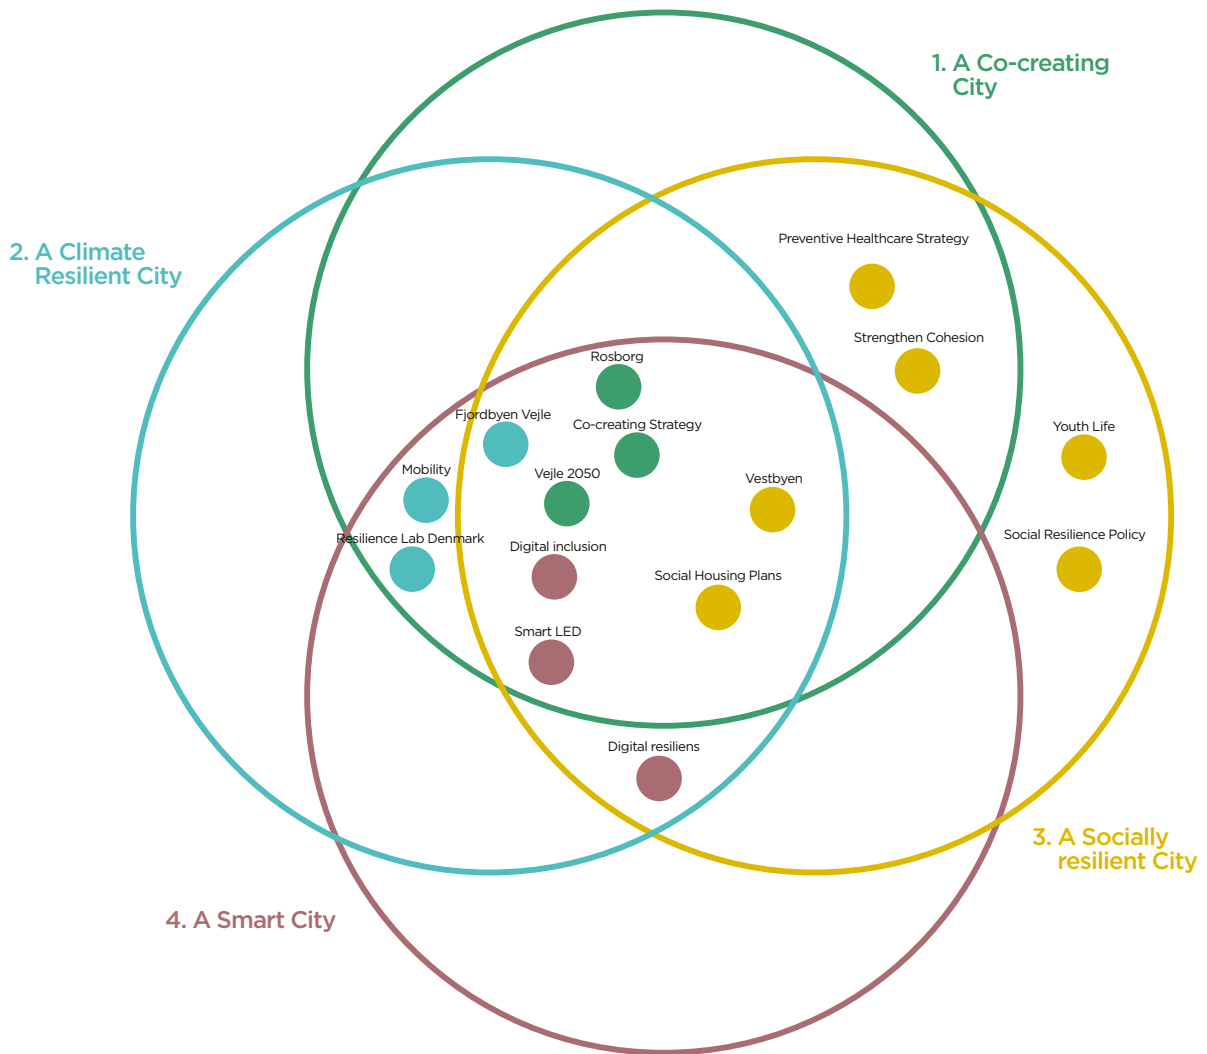 1. A Co-creating
City
2. A Climate
Resilient City
Preventive Healthcare Strategy
Strengthen Cohesion
Rosborg
Fjordbyen Vejle
Co-creating Strategy
Youth Life
Mobility
Vejle 2050
Vestbyen
Resilience Lab Denmark
Social Resilience Policy
Digital inclusion
Social Housing Plans
Smart LED
Digital resiliens
3. A Socially
resilient City
4. A Smart City